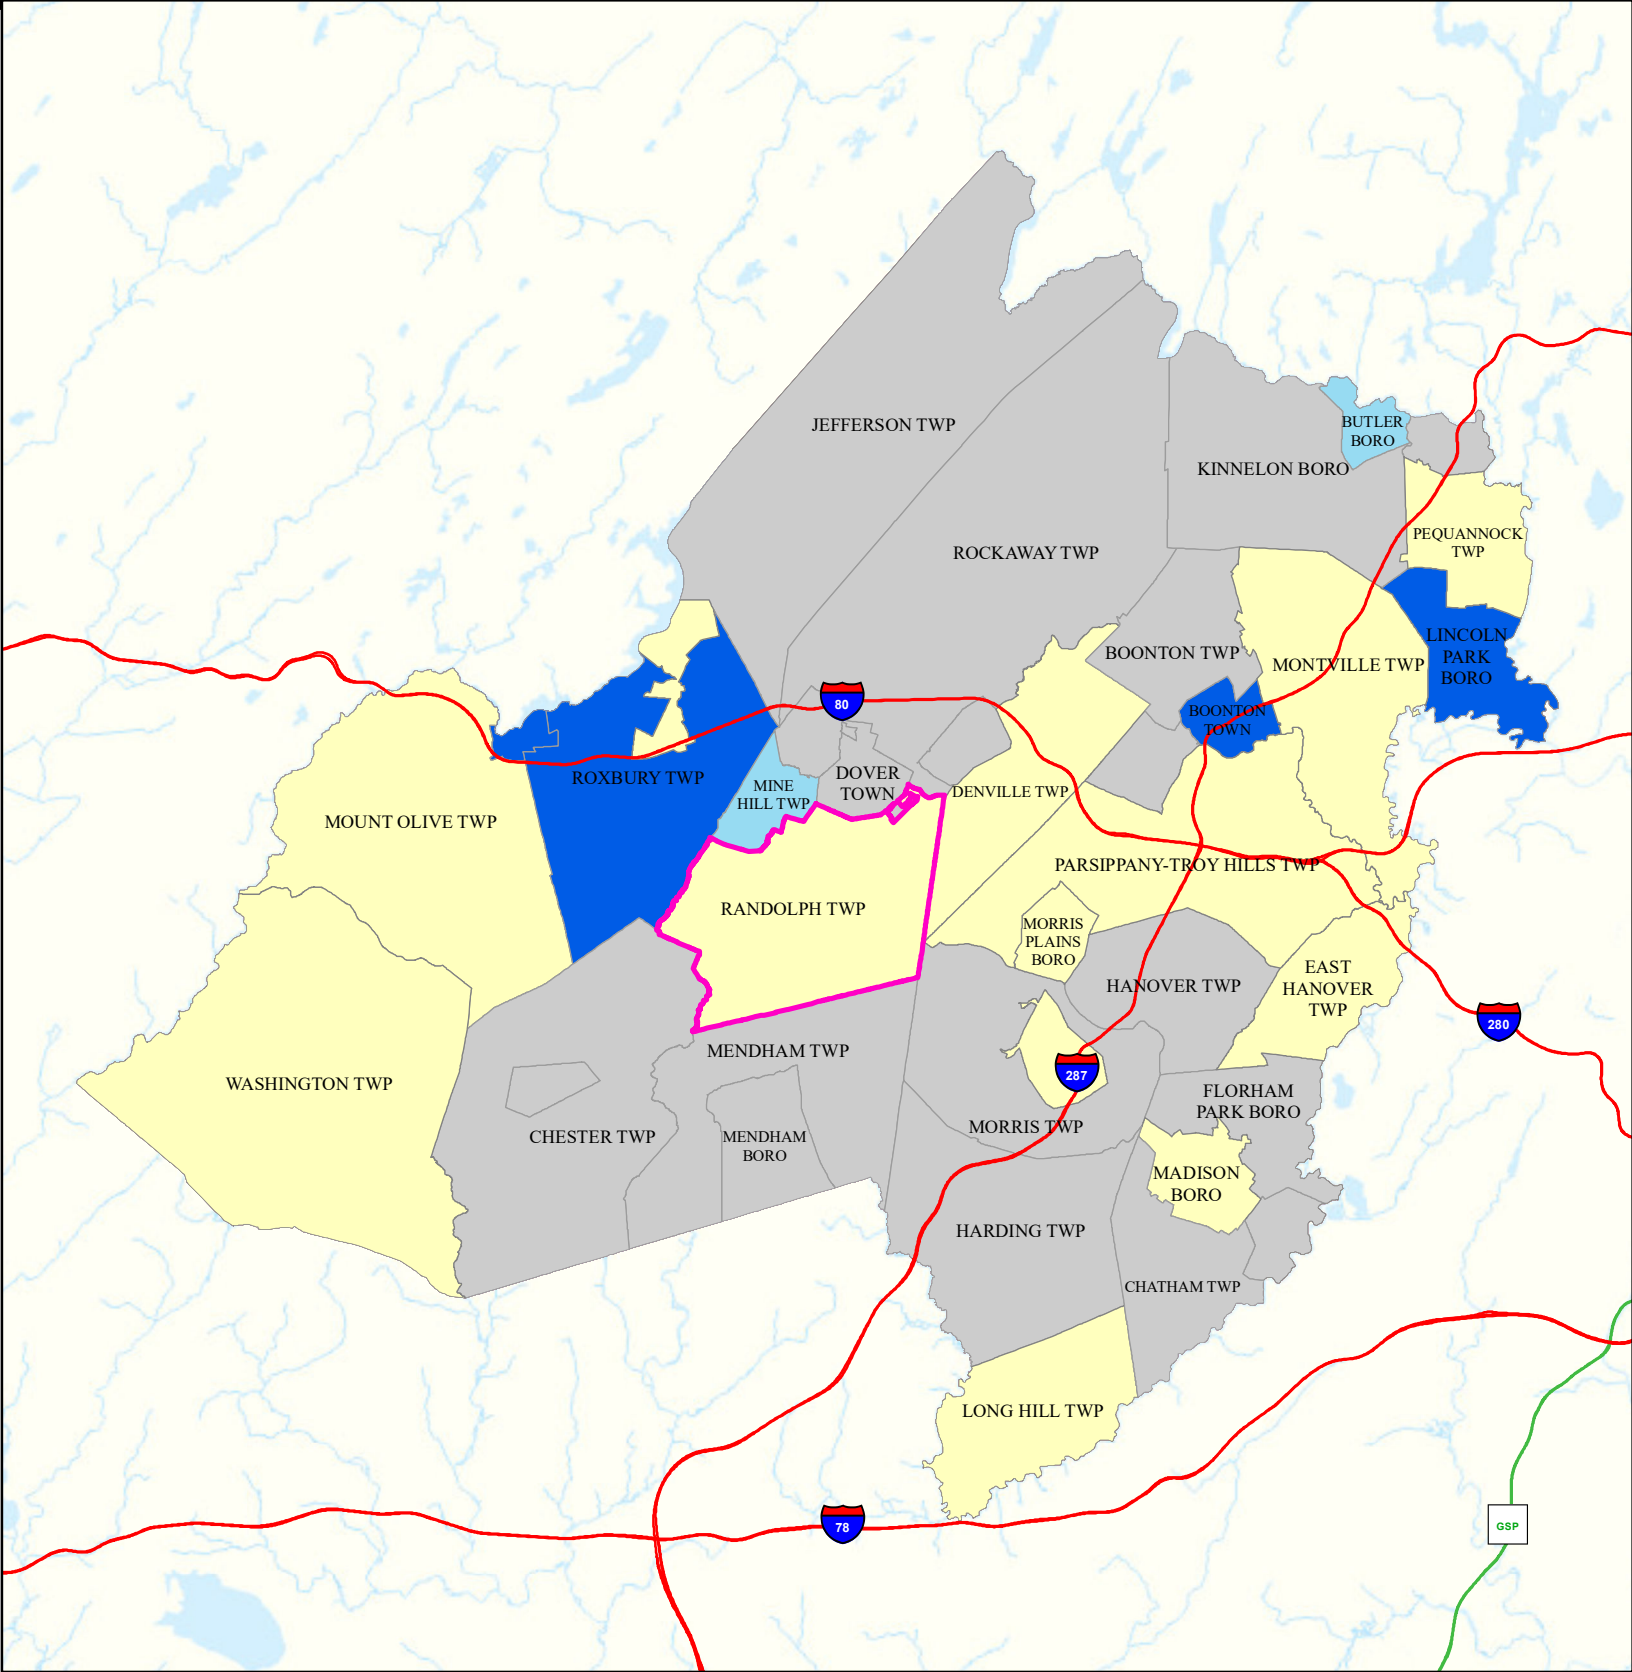 JEFFERSON TWP
BUTLER
BORO
KINNELON BORO
PEQUANNOCK
TWP
ROCKAWAY TWP
LINCOLN
PARK
BORO
BOONTON TWP
MONTVILLE TWP
80
BOONTON
TOWN
ROXBURY TWP
DOVER
TOWN
MINE
HILL TWP
DENVILLE TWP
MOUNT OLIVE TWP
PARSIPPANY-TROY HILLS TWP
RANDOLPH TWP
MORRIS
PLAINS
BORO
EAST
HANOVER
TWP
HANOVER TWP
280
MENDHAM TWP
287
WASHINGTON TWP
FLORHAM
PARK BORO
MORRIS TWP
CHESTER TWP
MENDHAM
BORO
MADISON
BORO
HARDING TWP
CHATHAM TWP
LONG HILL TWP
78
GSP